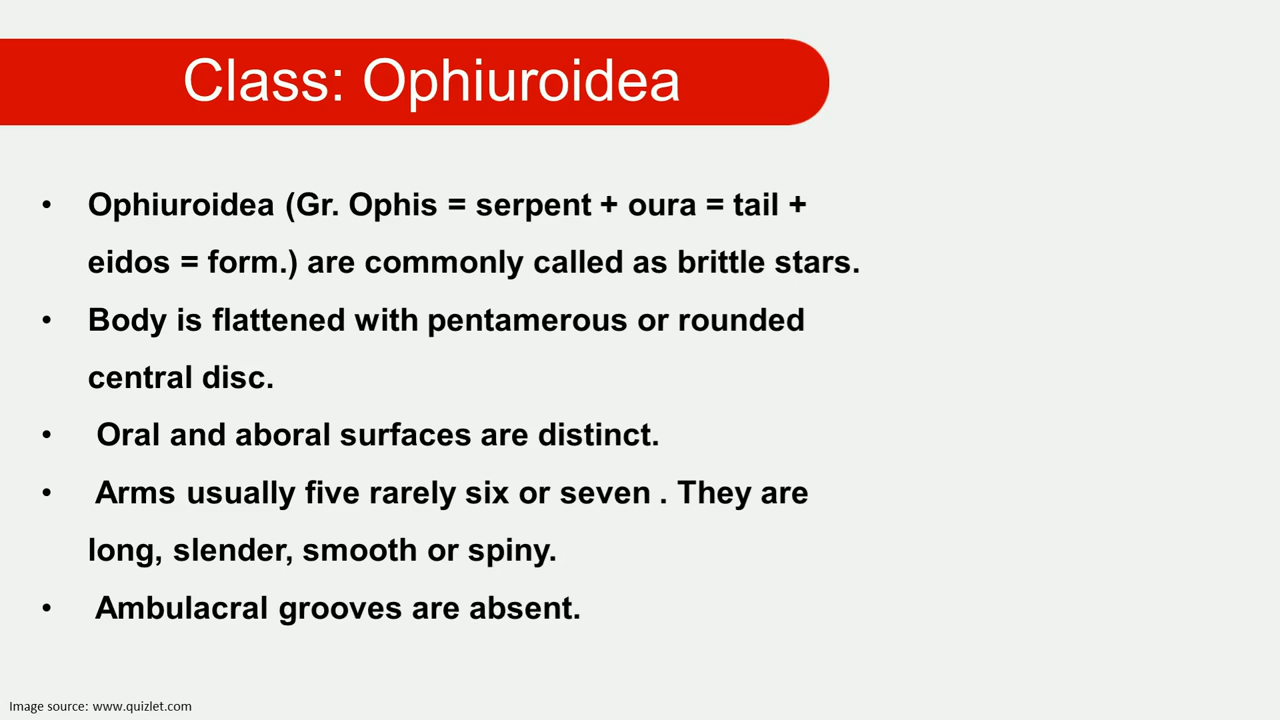 Class: Ophiuroidea
• Ophiuroidea (Gr. Ophis = serpent + oura = tail +
eidos = form.) are commonly called as brittle stars.
• Body is flattened with pentamerous or rounded
central disc.
• Oral and aboral surfaces are distinct.
• Arms usually five rarely six or seven . They are
long, slender, smooth or spiny.
• Ambulacral grooves are absent.
Image source: www.quizlet.com